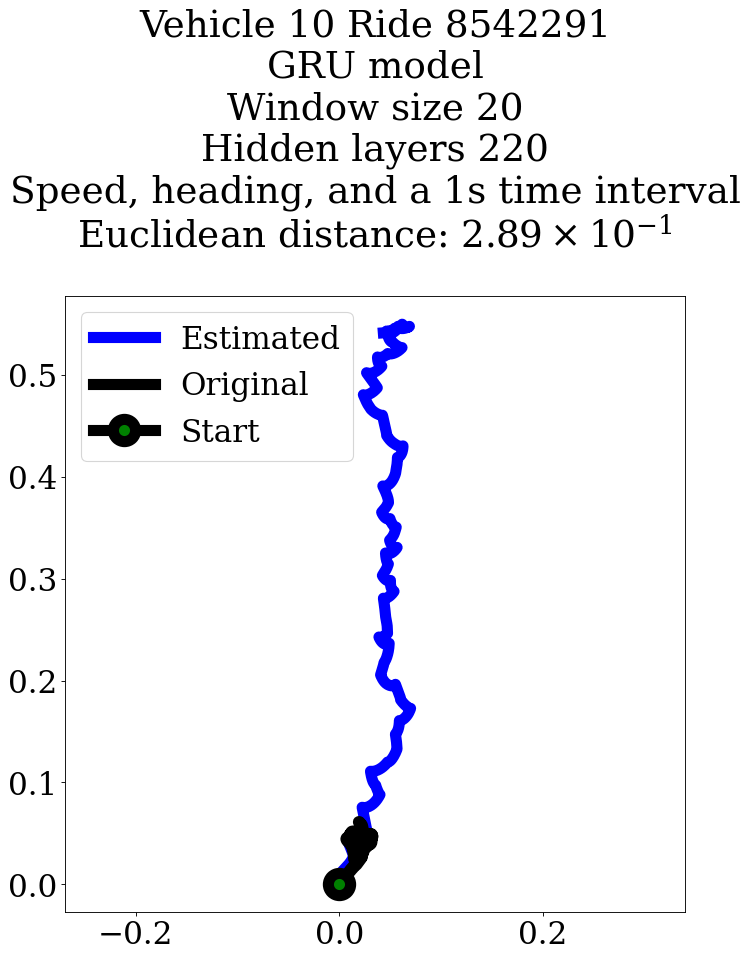 Vehicle 10 Ride 8542291
GRU model
Window size 20
Hidden layers 220
Speed, heading, and a 1s time interval
Euclidean distance: 2.89 × 10⁻¹
Estimated
Original
Start
0.5
0.4
0.3
0.2
0.1
0.0
−0.2 0.0 0.2